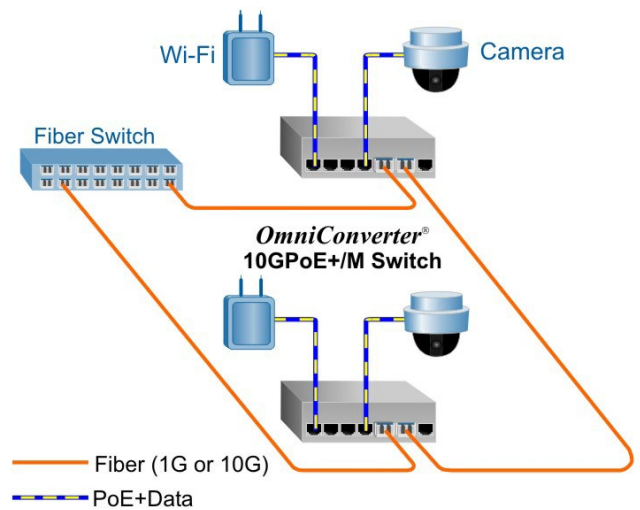 Wi-Fi
Camera
Fiber Switch
OmniConverter®
10GPoE+/M Switch
Fiber (1G or 10G)
PoE+Data